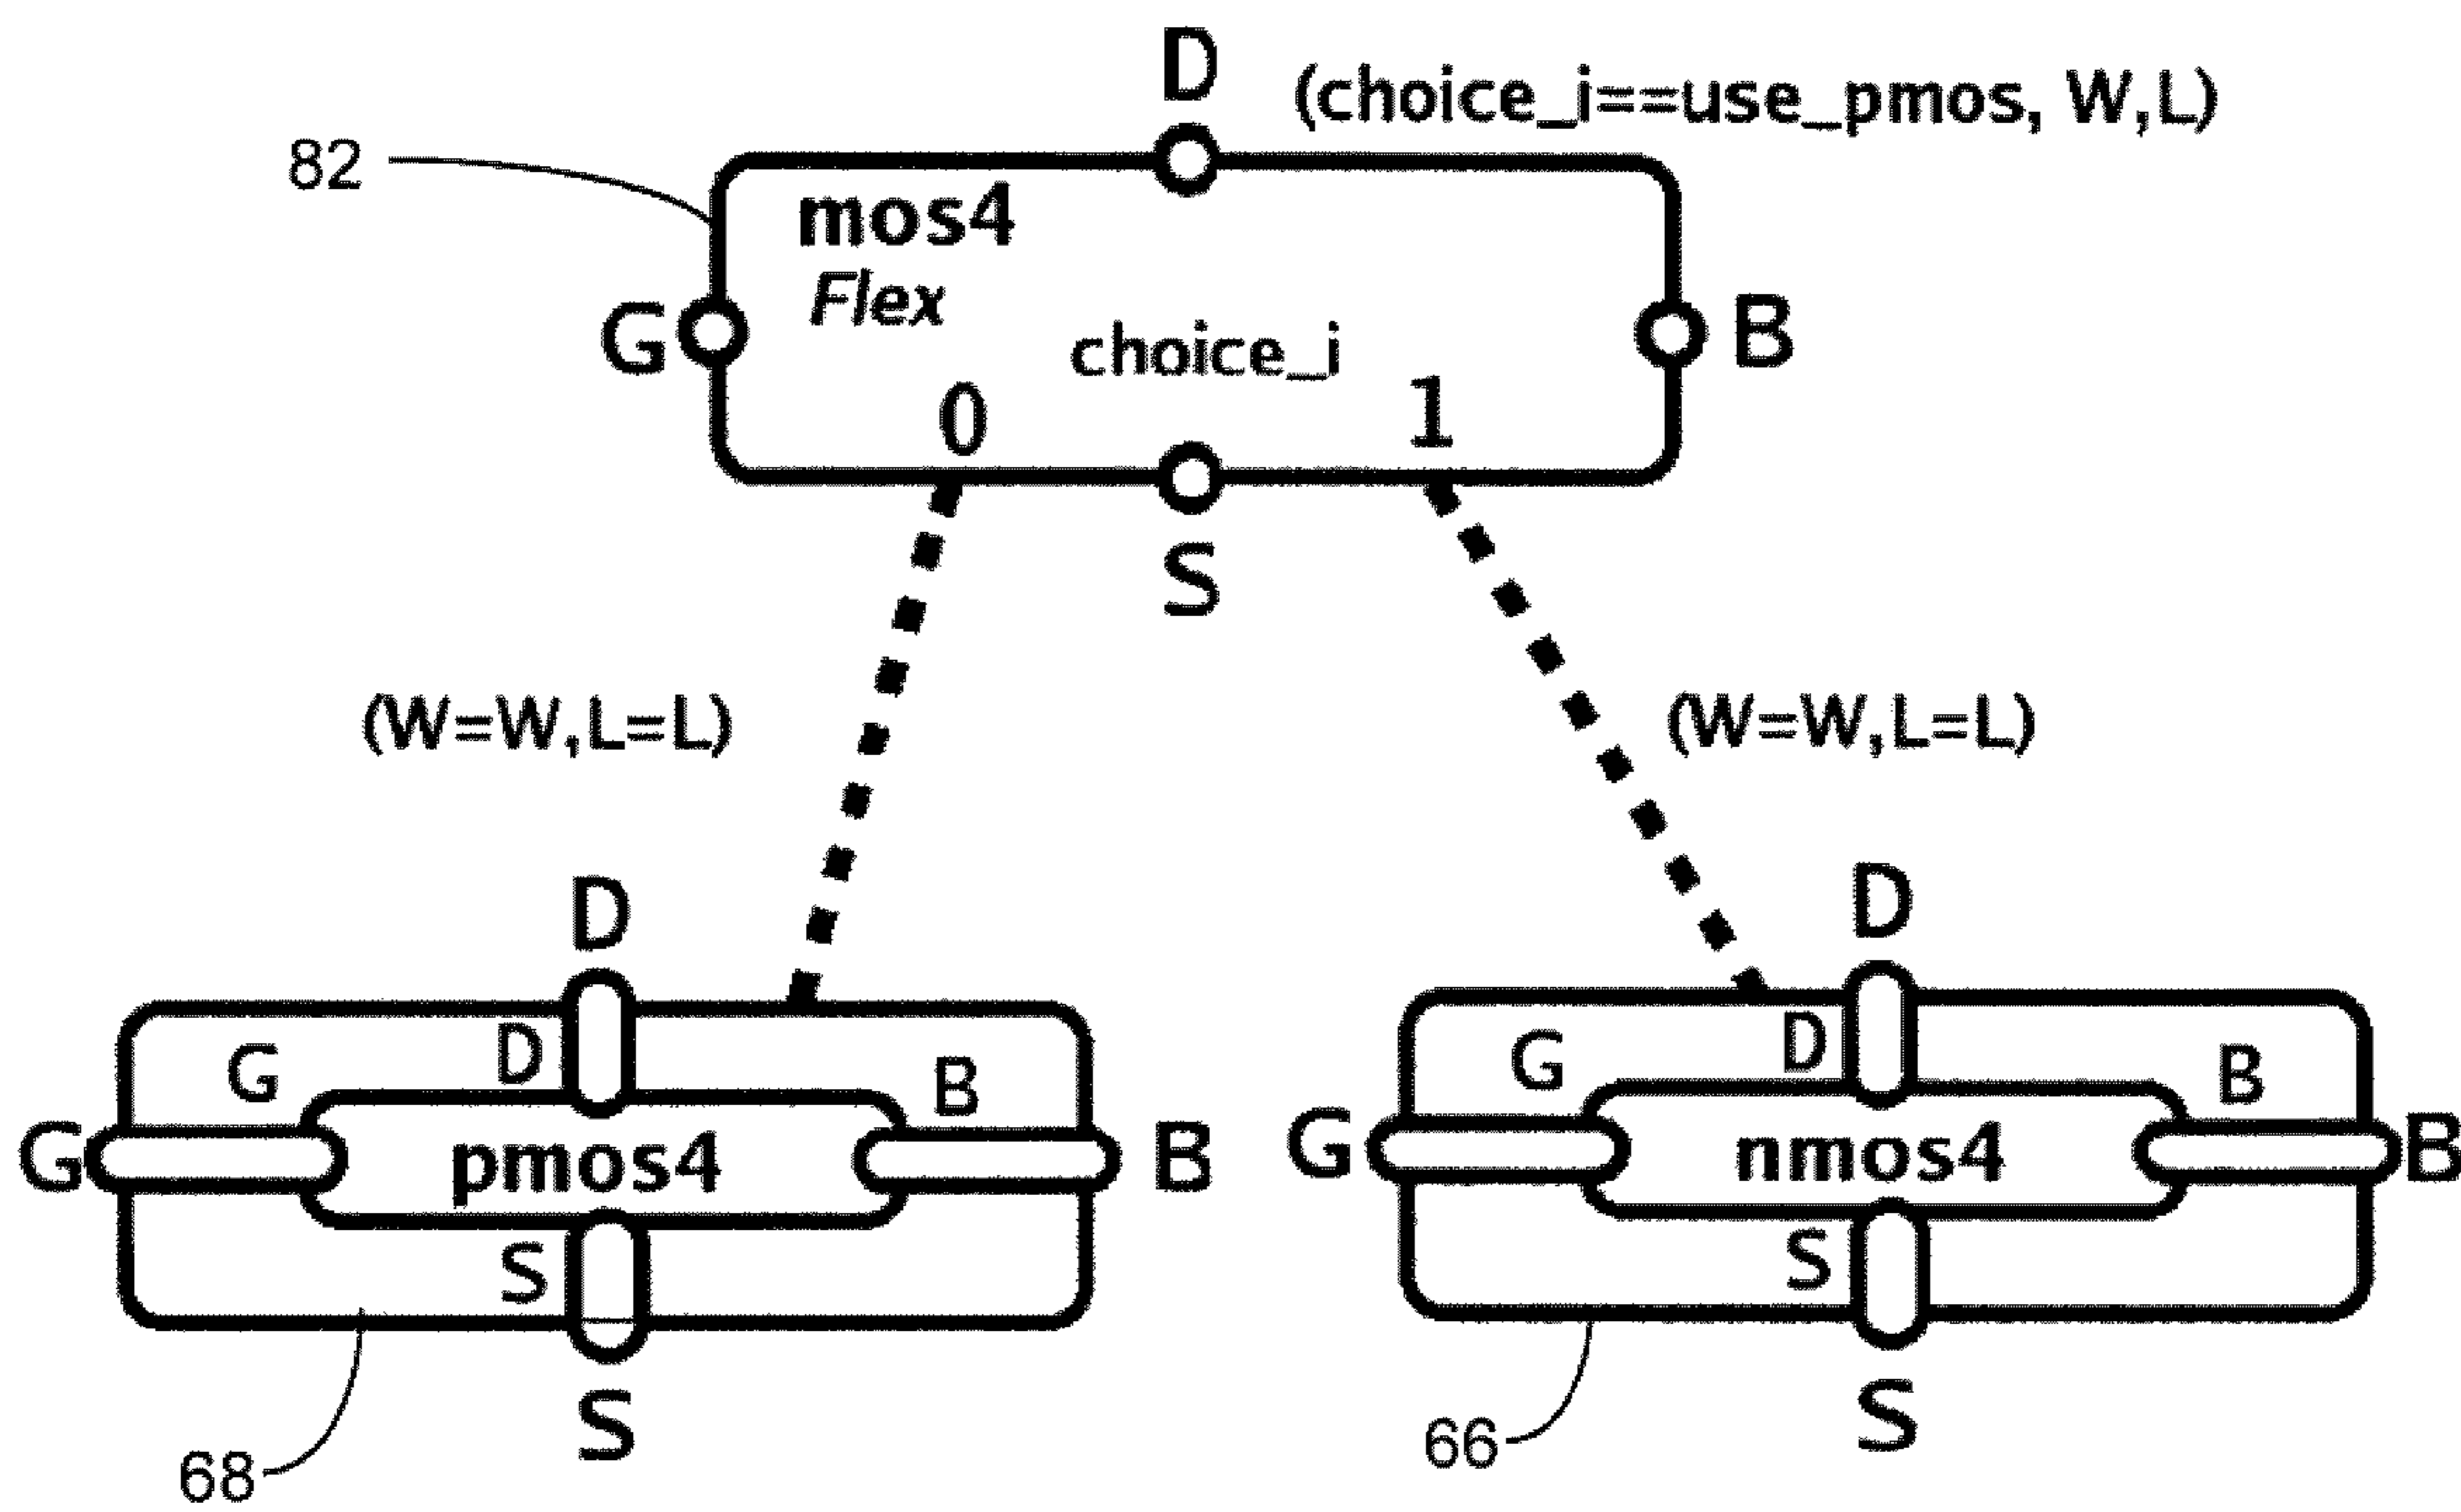 D
(choice_i==use_pmos, W,L)
82
mos4
Flex
G
choice_i
B
0
1
S
(W=W,L=L)
(W=W,L=L)
D
D
G
D
B
G
pmos4
B
S
S
68
G
D
B
G
nmos4
B
S
S
66